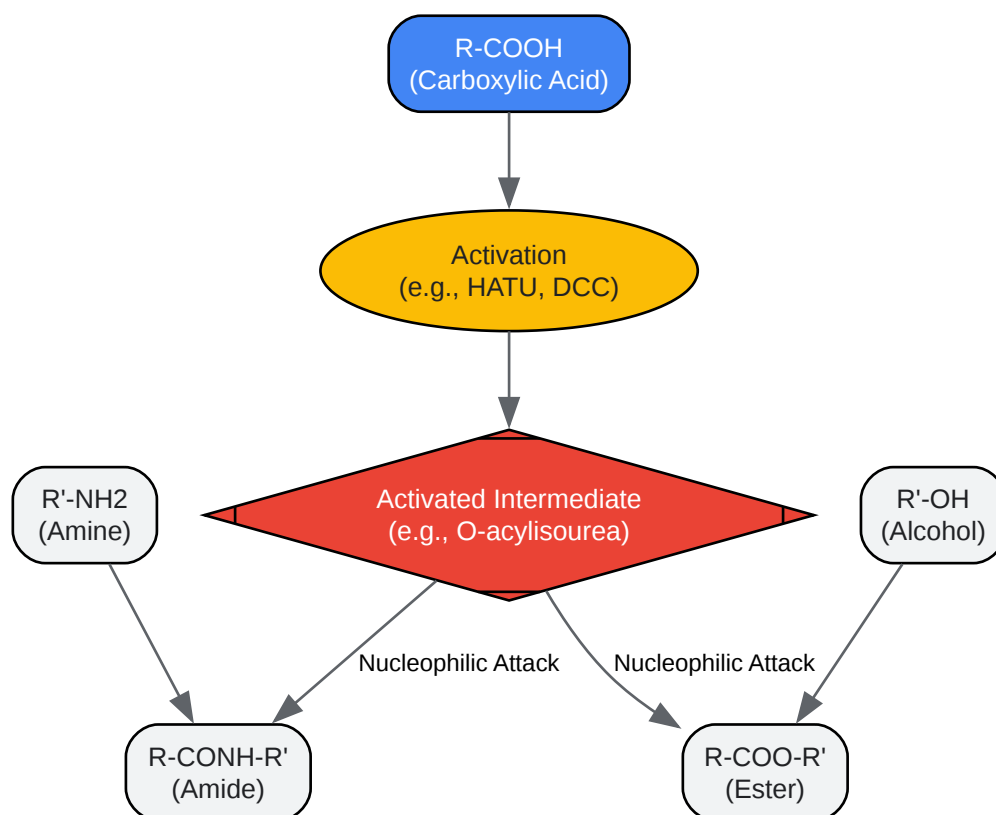 R-COOH
(Carboxylic Acid)
Activation
(e.g., HATU, DCC)
R'-NH2
(Amine)
Activated Intermediate
(e.g., O-acylisourea)
R'-OH
(Alcohol)
Nucleophilic Attack
Nucleophilic Attack
R-CONH-R'
(Amide)
R-COO-R'
(Ester)